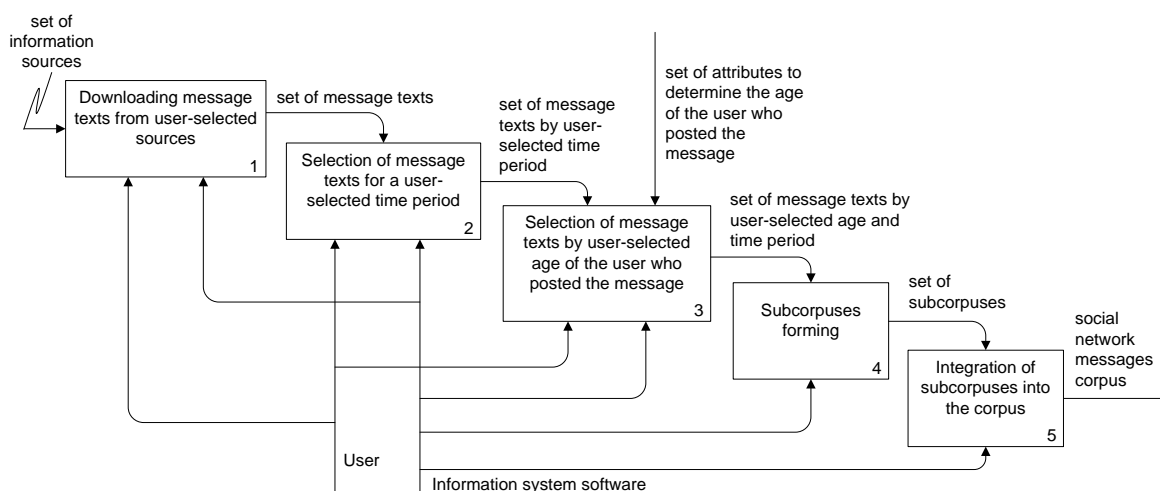 set of
information
sources
Downloading message
texts from user-selected
sources
1
set of message texts
Selection of message
texts for a user-
selected time period
2
set of message
texts by user-
selected time
period
set of attributes to
determine the age
of the user who
posted the
message
Selection of message
texts by user-selected
age of the user who
posted the message
3
set of message texts by
user-selected age and
time period
Subcorpuses
forming
4
set of
subcorpuses
Integration of
subcorpuses into
the corpus
5
social
network
messages
corpus
User
Information system software